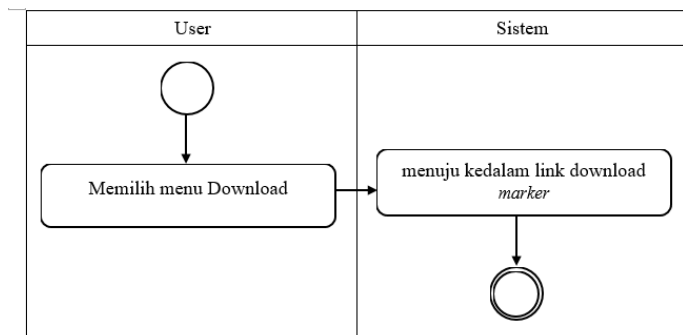 User
Sistem
Memilih menu Download
menuju kedalam link download
marker